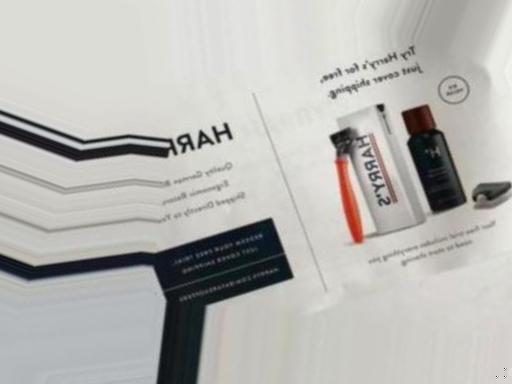 Try Harry's for free,
just cover shipping.
HARR
Quality German
Ergonomic Razor
Shipped Directly to
REDEEM YOUR FREE TRIAL,
JUST COVER SHIPPING
HARRY'S
H
Your free trial includes everything you
need to start shaving.